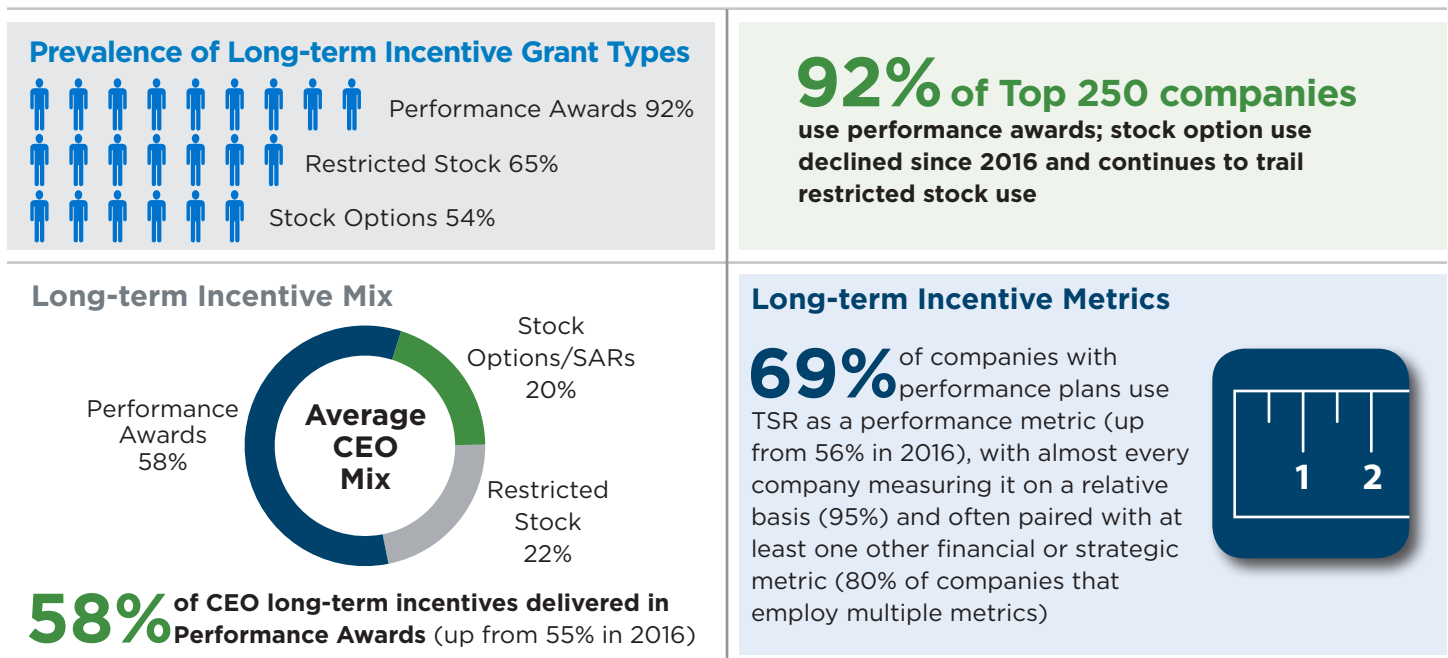 Prevalence of Long-term Incentive Grant Types
Performance Awards 92%
Restricted Stock 65%
Stock Options 54%
92% of Top 250 companies
use performance awards; stock option use
declined since 2016 and continues to trail
restricted stock use
Long-term Incentive Mix
Stock
Options/SARs
20%
Performance
Awards
58%
Average
CEO
Mix
Restricted
Stock
22%
58% of CEO long-term incentives delivered in
Performance Awards (up from 55% in 2016)
Long-term Incentive Metrics
69% of companies with
performance plans use
TSR as a performance metric (up
from 56% in 2016), with almost every
company measuring it on a relative
basis (95%) and often paired with at
least one other financial or strategic
metric (80% of companies that
employ multiple metrics)
1 2